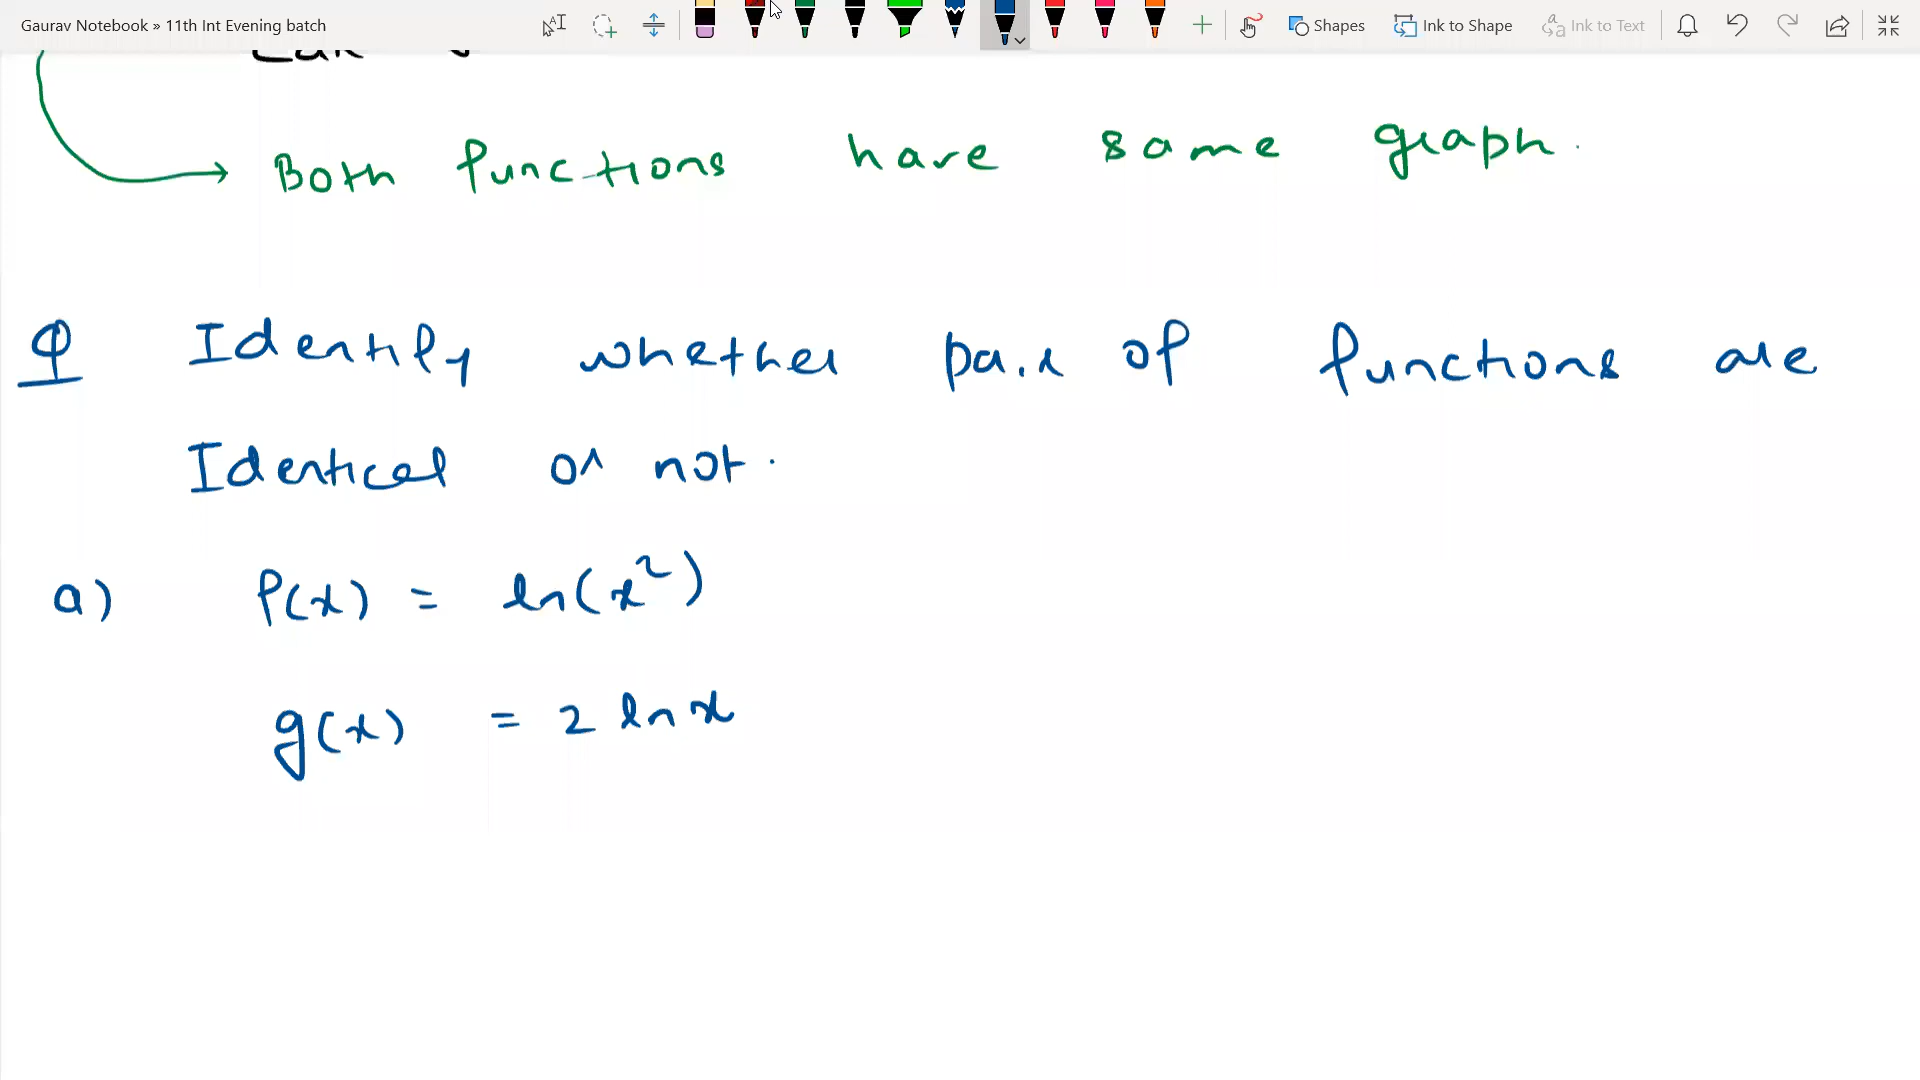 Gaurav Notebook » 11th Int Evening batch
Shapes Ink to Shape Ink to Text
Both functions have same graph.
Q Identify whether pair of functions are
Identical or not.
a) f(x) = ln(x²)
g(x) = 2 ln x